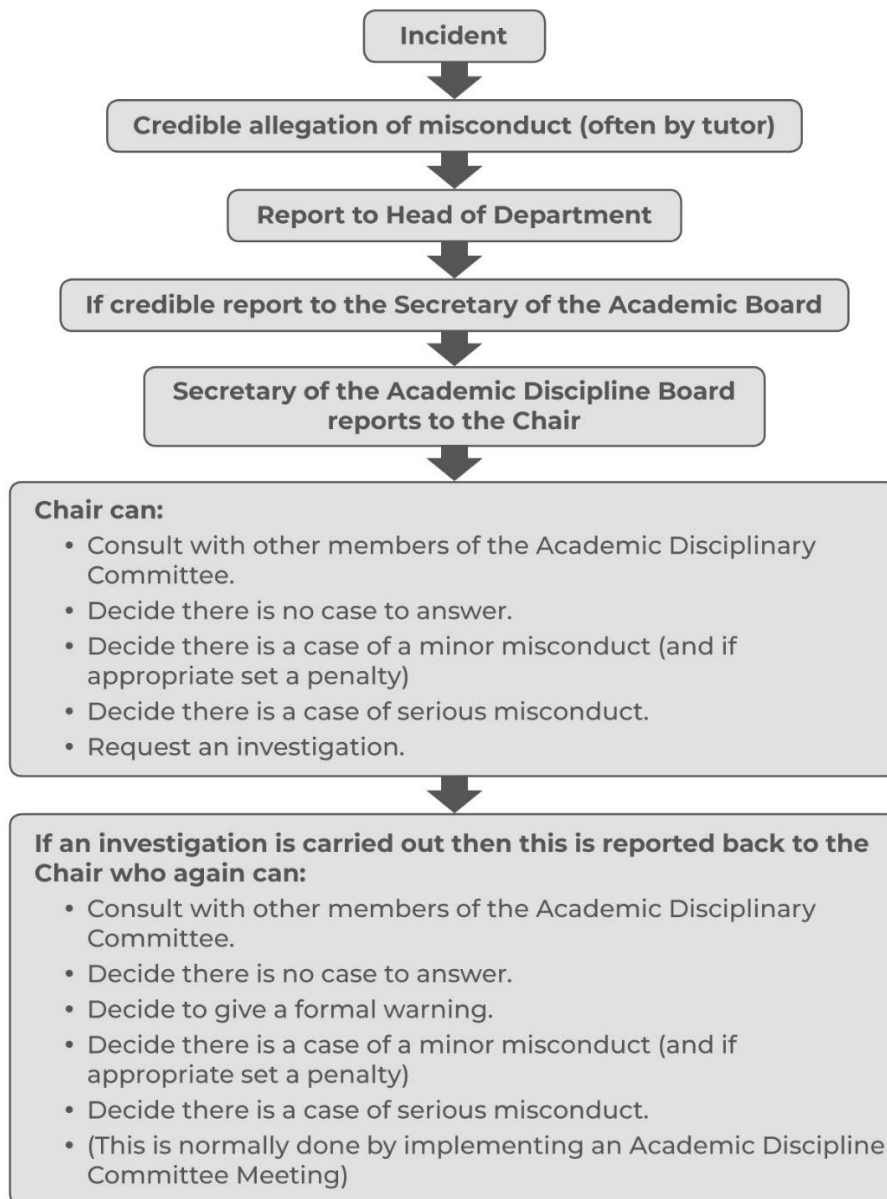 Incident
Credible allegation of misconduct (often by tutor)
Report to Head of Department
If credible report to the Secretary of the Academic Board
Secretary of the Academic Discipline Board
reports to the Chair
Chair can:
• Consult with other members of the Academic Disciplinary
Committee.
• Decide there is no case to answer.
• Decide there is a case of a minor misconduct (and if
appropriate set a penalty)
• Decide there is a case of serious misconduct.
• Request an investigation.
If an investigation is carried out then this is reported back to the
Chair who again can:
• Consult with other members of the Academic Disciplinary
Committee.
• Decide there is no case to answer.
• Decide to give a formal warning.
• Decide there is a case of a minor misconduct (and if
appropriate set a penalty)
• Decide there is a case of serious misconduct.
• (This is normally done by implementing an Academic Discipline
Committee Meeting)